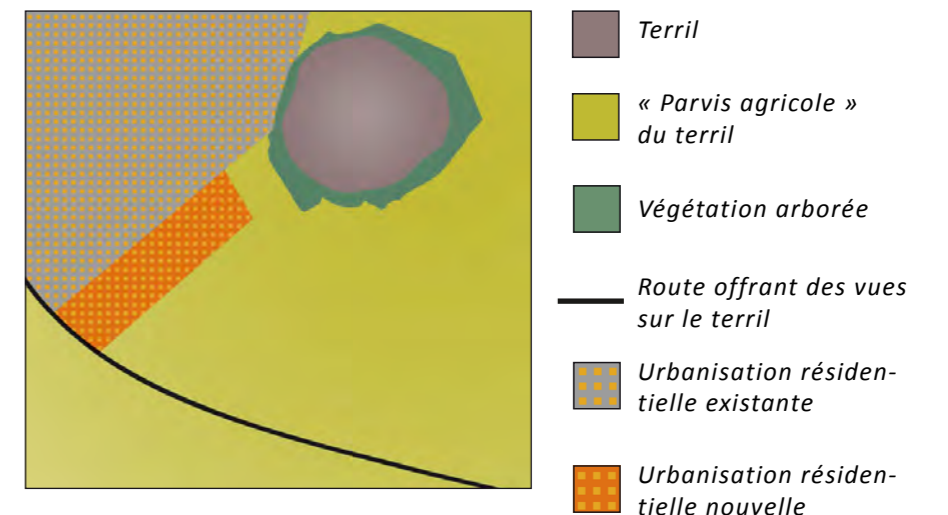 Terril
« Parvis agricole »
du terril
Végétation arborée
Route offrant des vues
sur le terril
Urbanisation résiden-
tielle existante
Urbanisation résiden-
tielle nouvelle